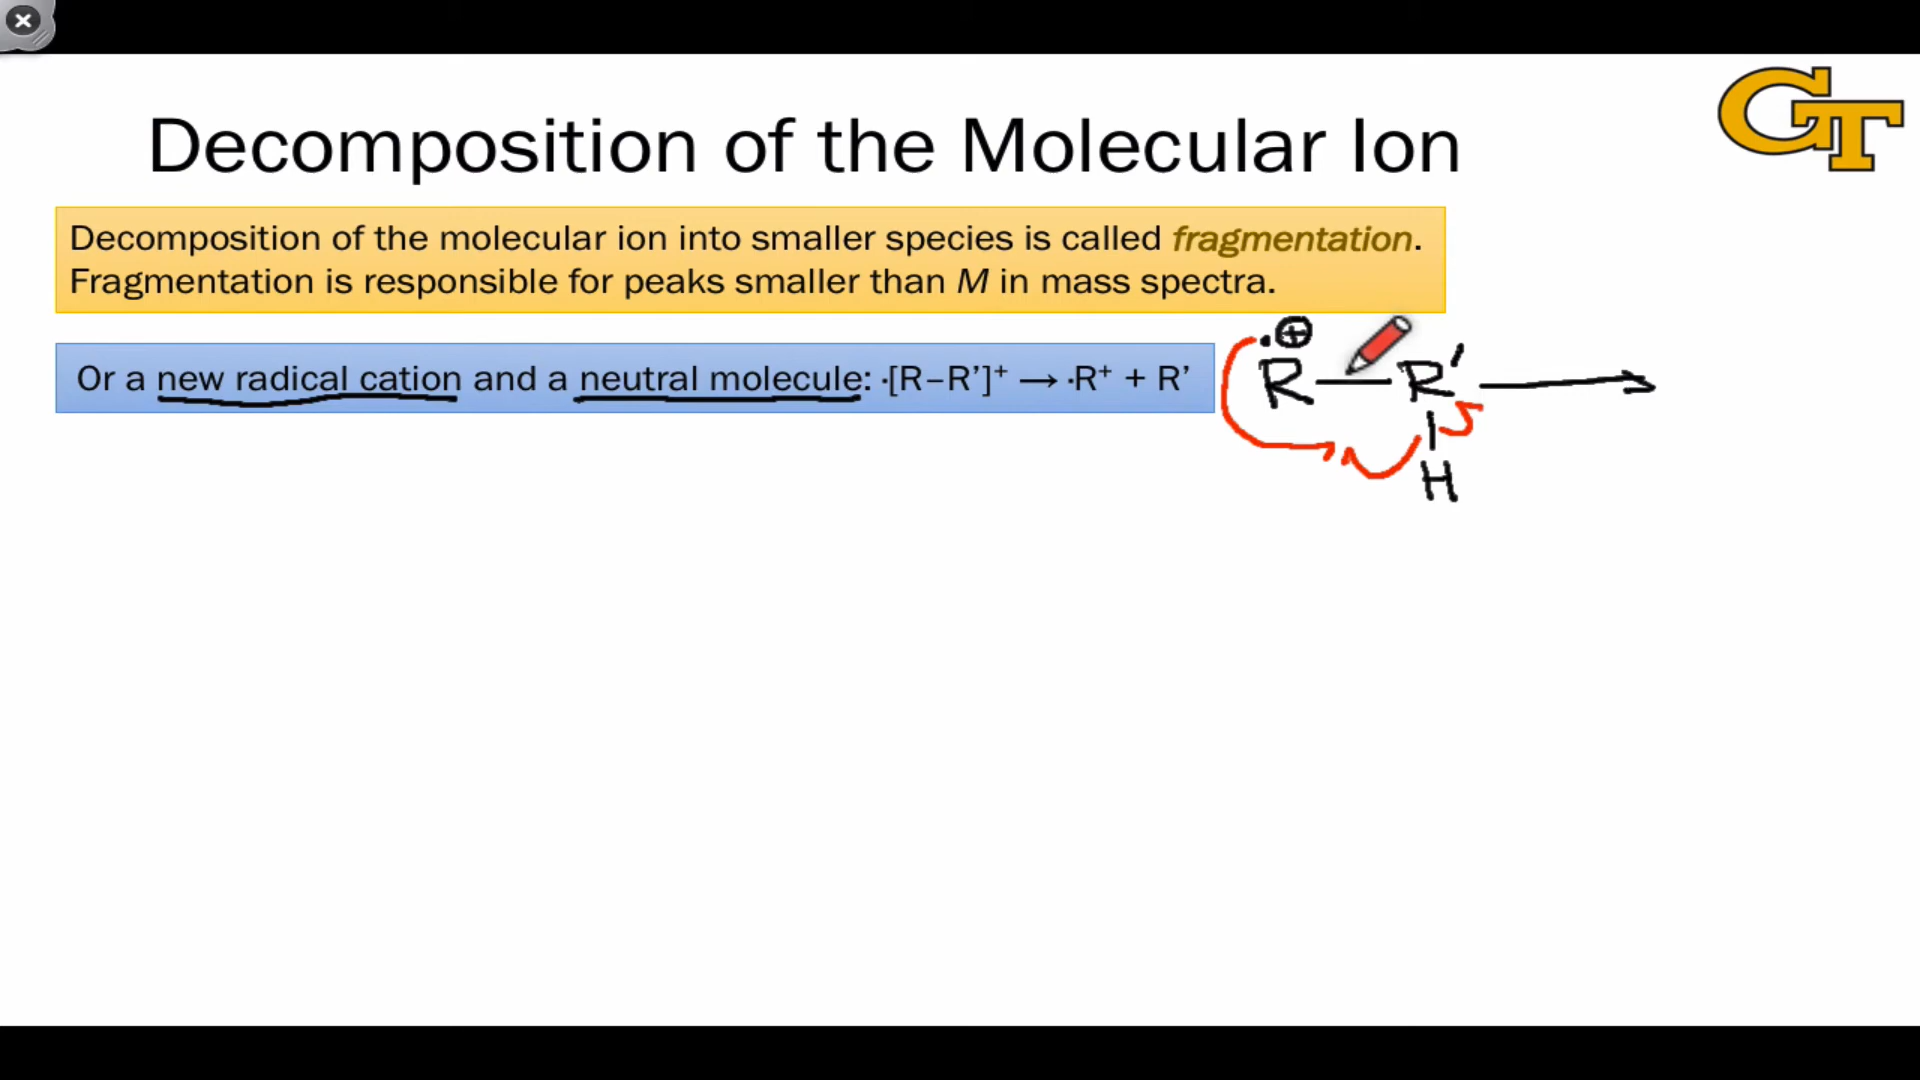 Decomposition of the Molecular Ion
GT
Decomposition of the molecular ion into smaller species is called fragmentation.
Fragmentation is responsible for peaks smaller than M in mass spectra.
Or a new radical cation and a neutral molecule: ·[R–R’]⁺ → ·R⁺ + R’
·⊕
R — R′ →
|
H